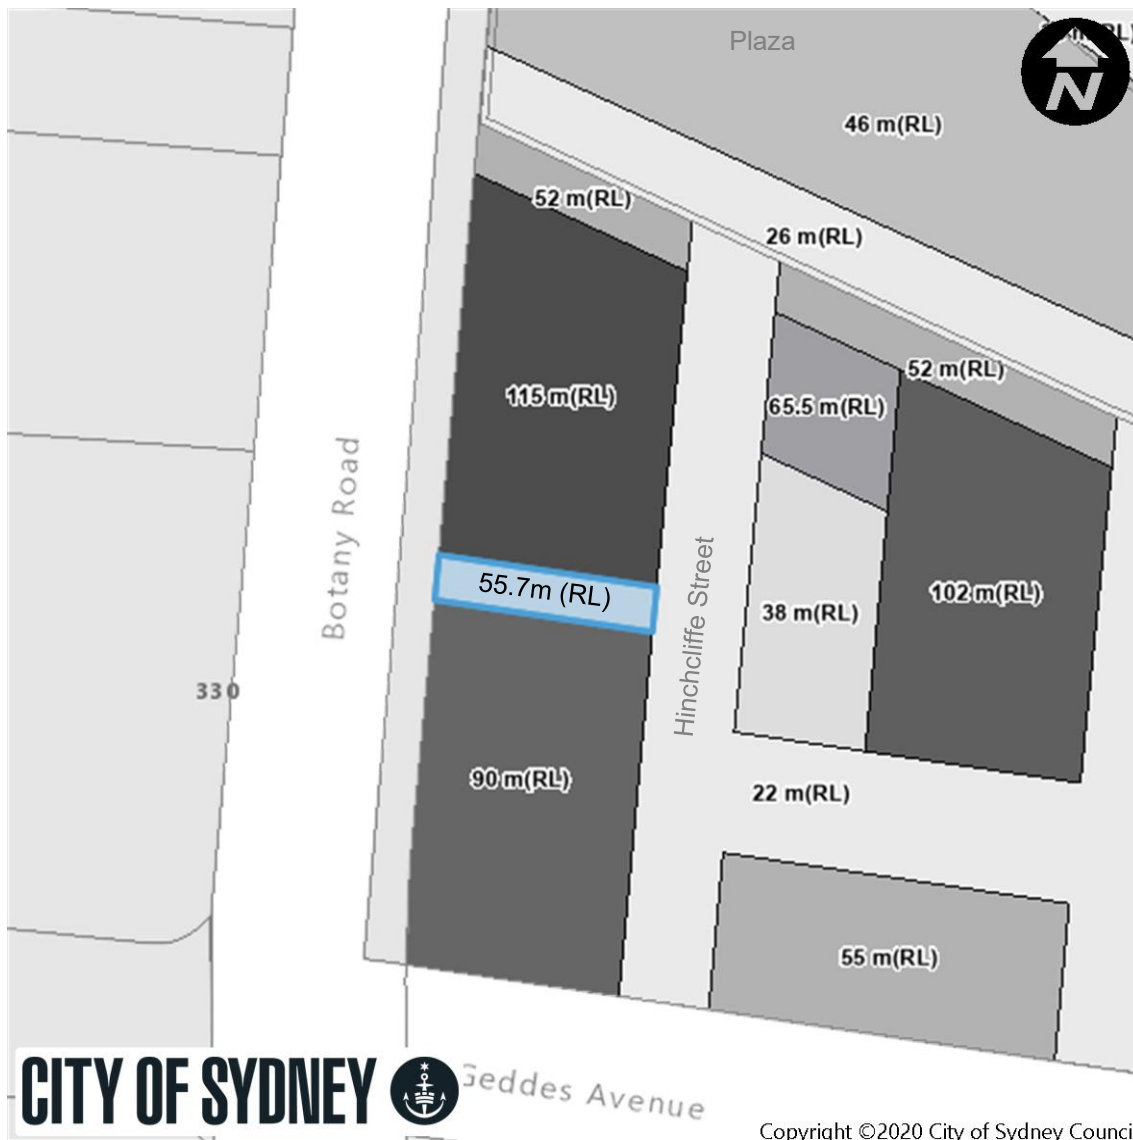 Plaza
46 m(RL)
52 m(RL)
26 m(RL)
52 m(RL)
115 m(RL)
65.5 m(RL)
Botany Road
55.7m (RL)
Hinchcliffe Street
38 m(RL)
102 m(RL)
330
90 m(RL)
22 m(RL)
55 m(RL)
N
CITY OF SYDNEY
Geddes Avenue
Copyright ©2020 City of Sydney Counci